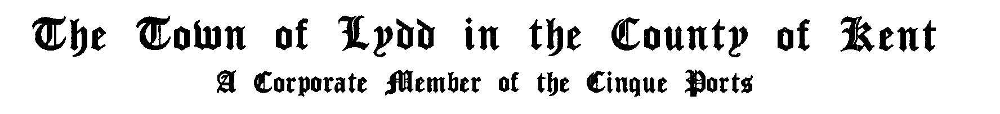 The Town of Lydd in the County of Kent
A Corporate Member of the Cinque Ports